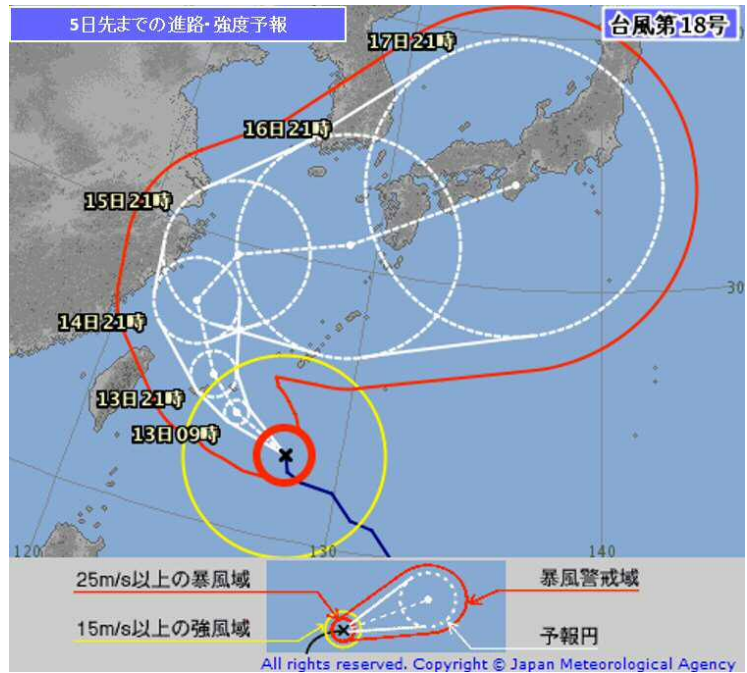 5日先までの進路・強度予報
台風第18号
17日21時
16日21時
15日21時
14日21時
13日21時
13日09時
30
120
130
140
25m/s以上の暴風域
暴風警戒域
15m/s以上の強風域
予報円
All rights reserved. Copyright © Japan Meteorological Agency